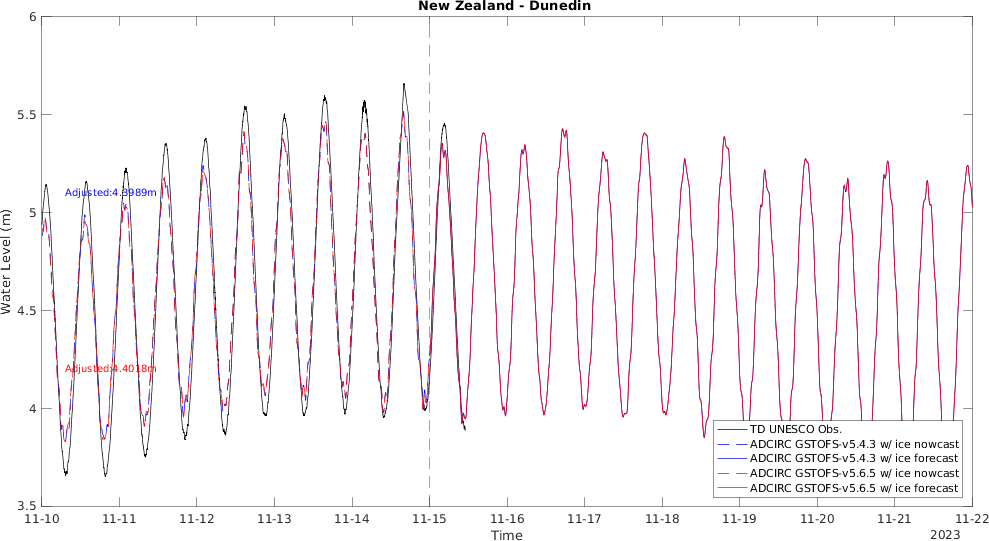 New Zealand - Dunedin
6
5.5
5
4.5
4
3.5
Water Level (m)
Adjusted:4.3989m
Adjusted:4.4018m
TD UNESCO Obs.
ADCIRC GSTOFS-v5.4.3 w/ ice nowcast
ADCIRC GSTOFS-v5.4.3 w/ ice forecast
ADCIRC GSTOFS-v5.6.5 w/ ice nowcast
ADCIRC GSTOFS-v5.6.5 w/ ice forecast
11-10 11-11 11-12 11-13 11-14 11-15 11-16 11-17 11-18 11-19 11-20 11-21 11-22
Time
2023